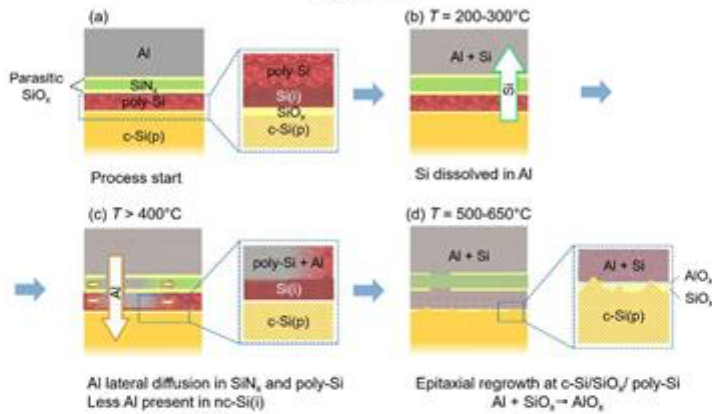 (a)
Al
Parasitic
SiOₓ
SiNₓ
poly-Si
c-Si(p)
poly-Si
Si(i)
SiOₓ
c-Si(p)
Process start
(b) T = 200-300°C
Al + Si
Si
Si dissolved in Al
(c) T > 400°C
Al
poly-Si + Al
Si(i)
c-Si(p)
Al lateral diffusion in SiNₓ and poly-Si
Less Al present in nc-Si(i)
(d) T = 500-650°C
Al + Si
Al + Si
AlOₓ
SiOₓ
c-Si(p)
Epitaxial regrowth at c-Si/SiOₓ/ poly-Si
Al + SiOₓ→ AlOₓ